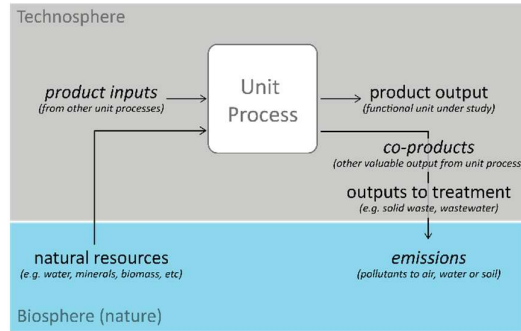 Technosphere
product inputs
(from other unit processes)
Unit
Process
product output
(functional unit under study)
co-products
(other valuable output from unit process
outputs to treatment
(e.g. solid waste, wastewater)
natural resources
(e.g. water, minerals, biomass, etc)
emissions
(pollutants to air, water or soil)
Biosphere (nature)